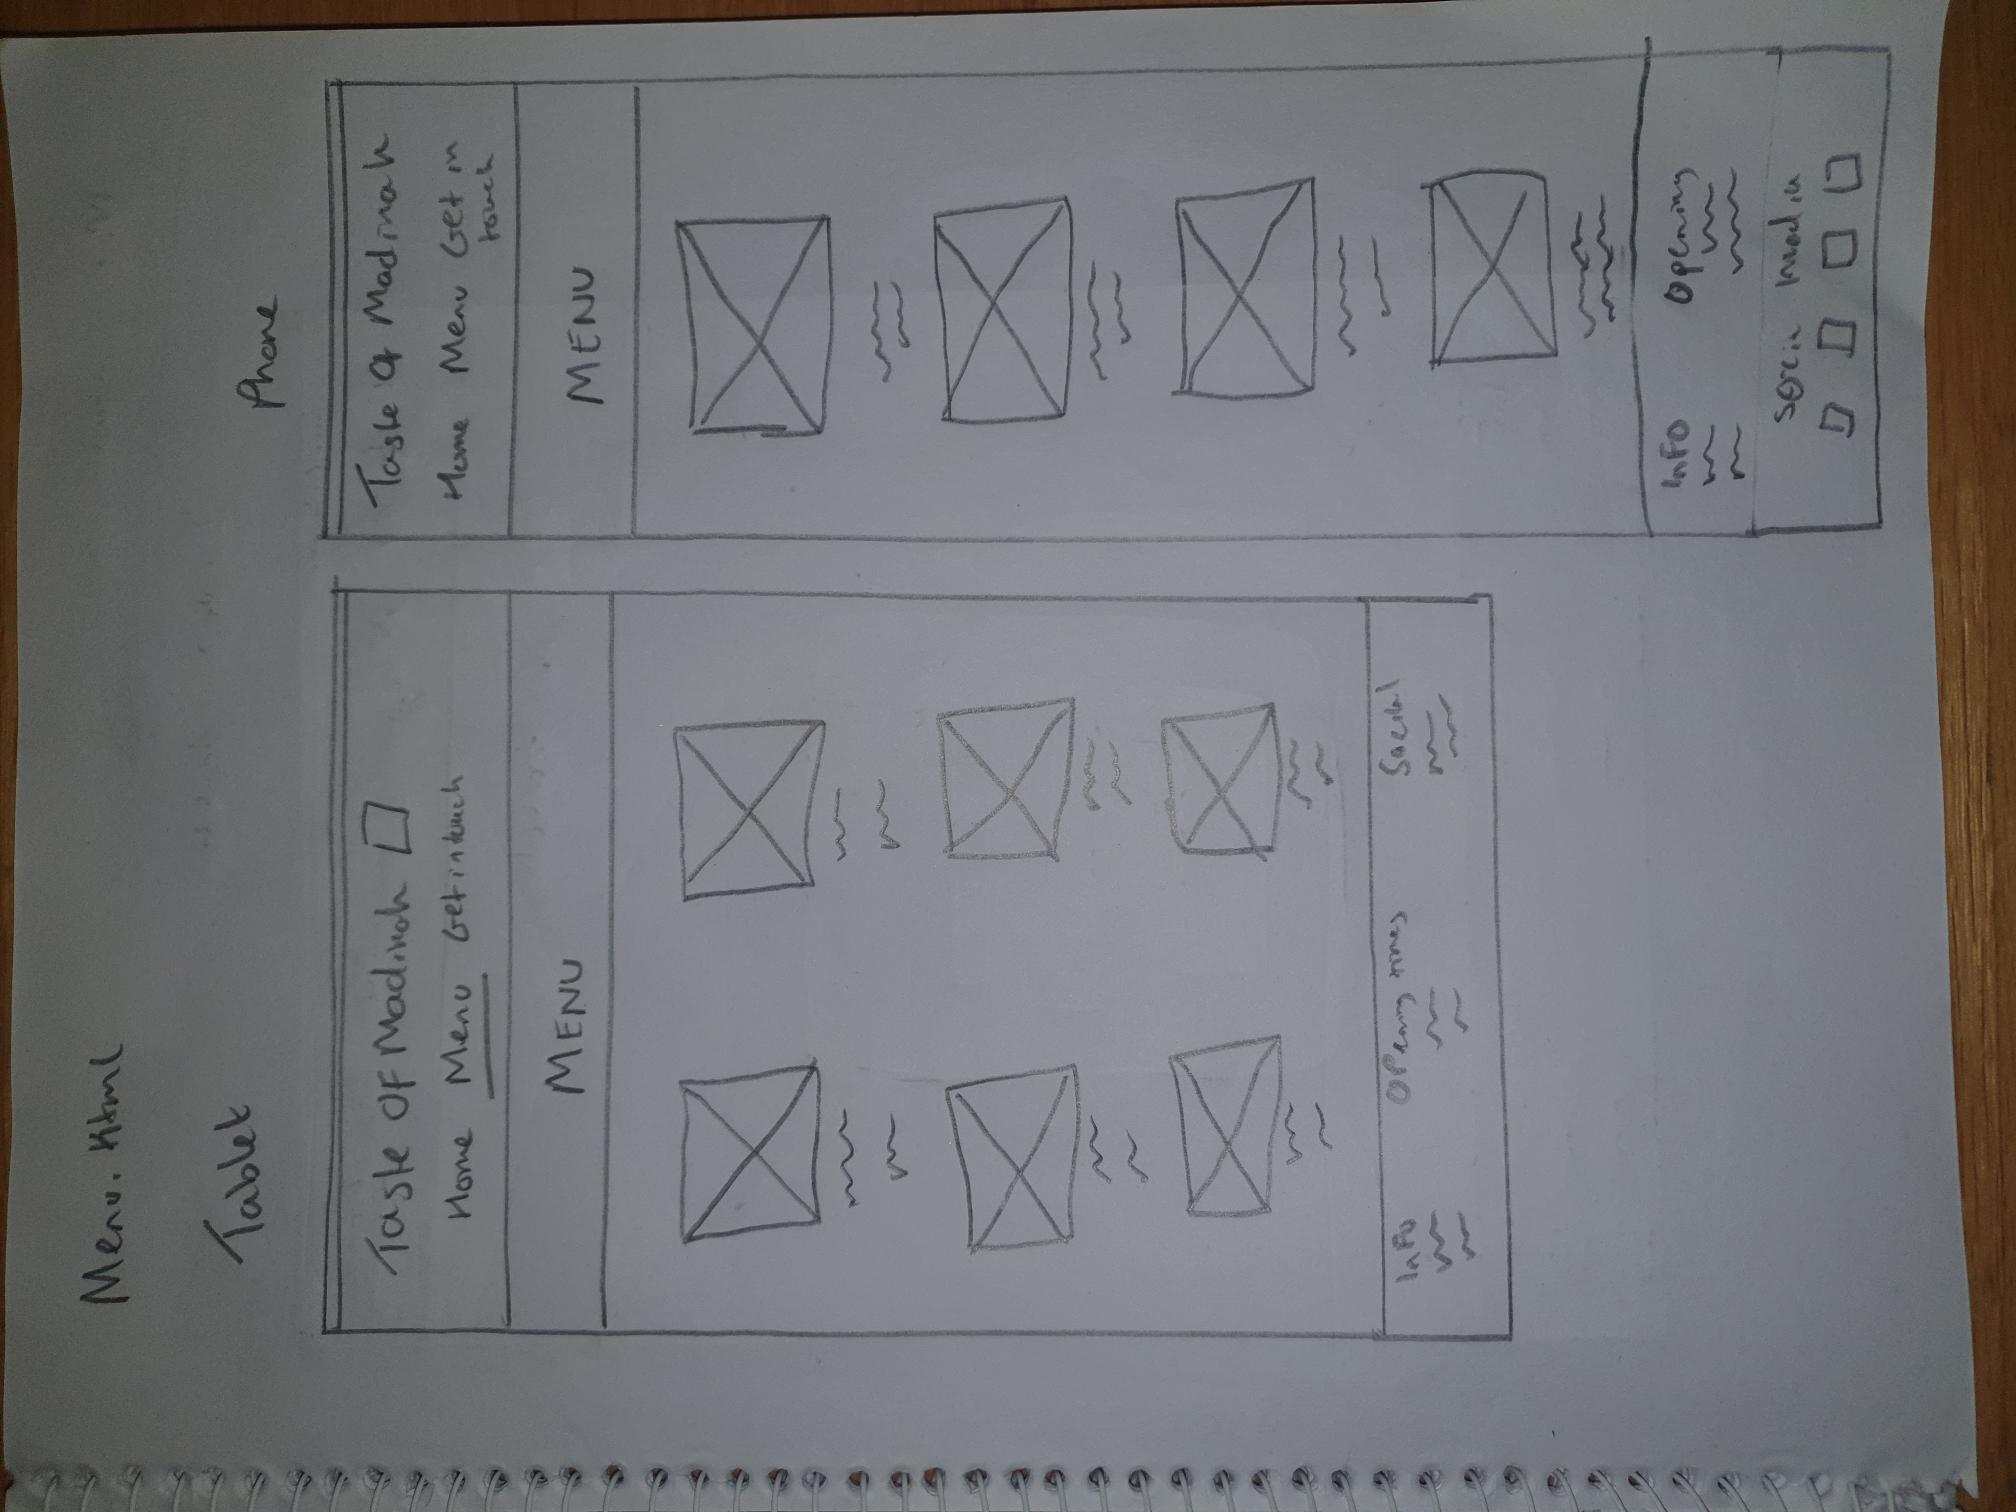 Menu. Html
Tablet
Taste OF Madinah
Home Menu Get in touch
MENU
Info Opening times Social
Phone
Taste Of Madinah
Home Menu Get in
touch
MENU
Info Opening
Media